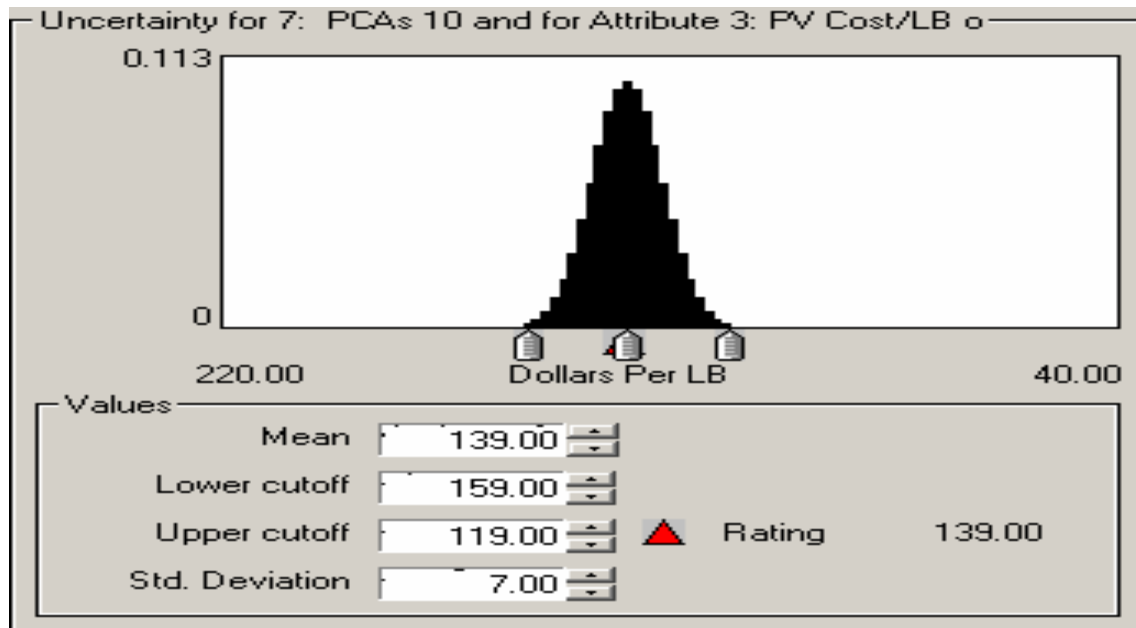 Uncertainty for 7: PCAs 10 and for Attribute 3: PV Cost/LB o
0.113
0
220.00 Dollars Per LB 40.00
Values
Mean 139.00
Lower cutoff 159.00
Upper cutoff 119.00 Rating 139.00
Std. Deviation 7.00